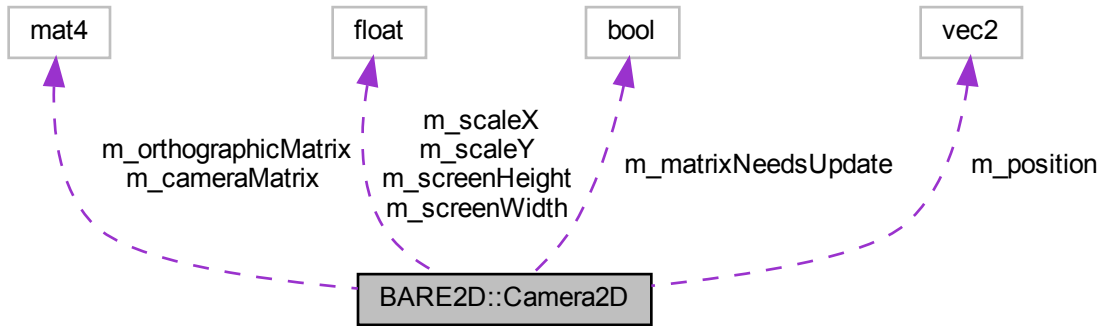 mat4
float
bool
vec2
m_orthographicMatrix
m_cameraMatrix
m_scaleX
m_scaleY
m_screenHeight
m_screenWidth
m_matrixNeedsUpdate
m_position
BARE2D::Camera2D